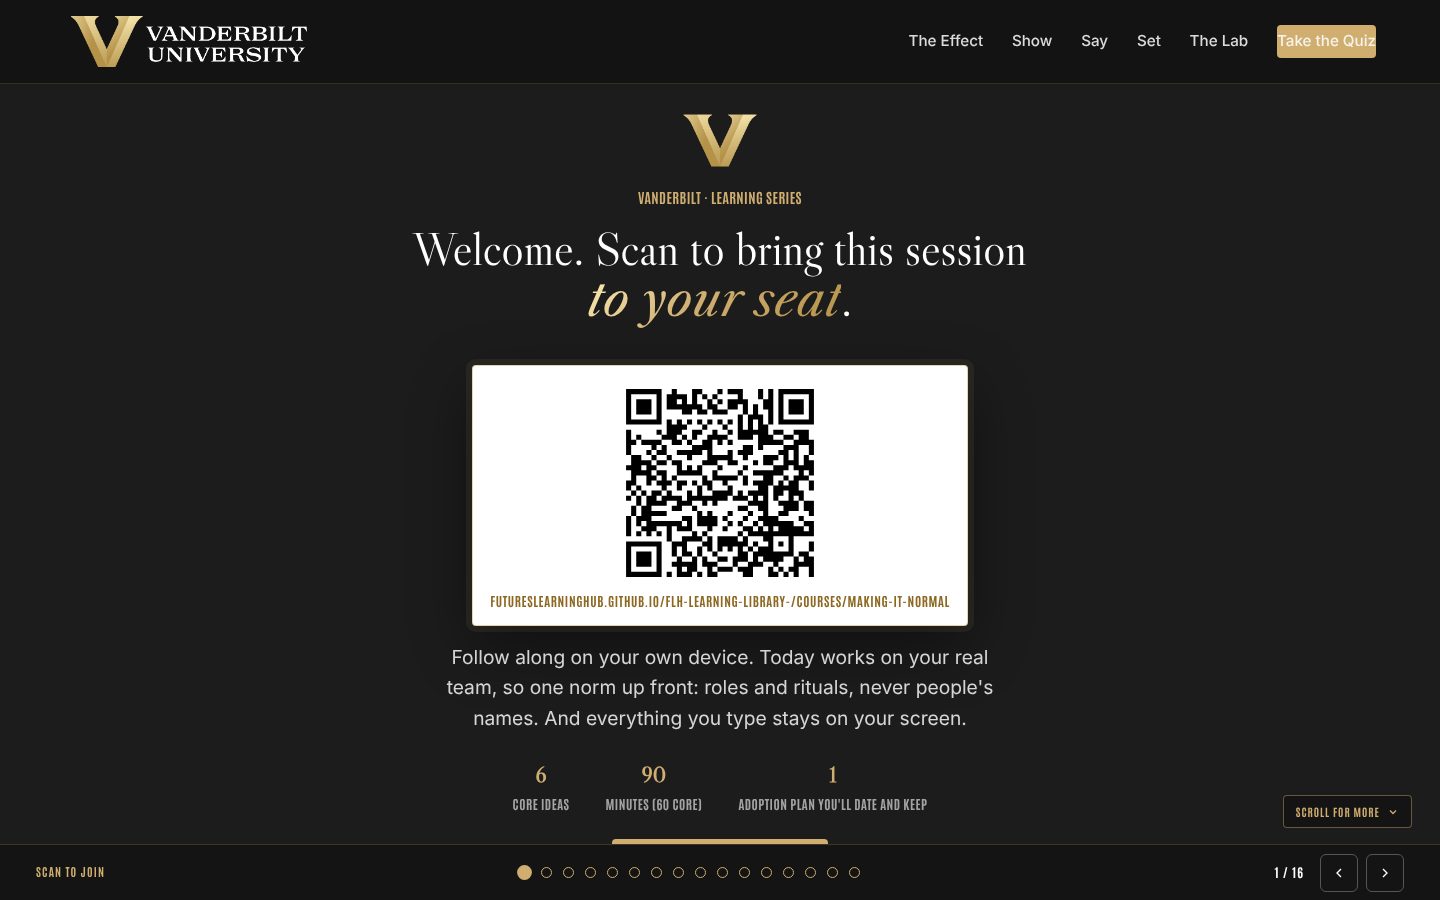 VANDERBILT
UNIVERSITY
The Effect
Show
Say
Set
The Lab
Take the Quiz
VANDERBILT · LEARNING SERIES
Welcome. Scan to bring this session
to your seat.
FUTURESLEARNINGHUB.GITHUB.IO/FLH-LEARNING-LIBRARY-/COURSES/MAKING-IT-NORMAL
Follow along on your own device. Today works on your real
team, so one norm up front: roles and rituals, never people's
names. And everything you type stays on your screen.
6
CORE IDEAS
90
MINUTES (60 CORE)
1
ADOPTION PLAN YOU'LL DATE AND KEEP
SCROLL FOR MORE
SCAN TO JOIN
1 / 16